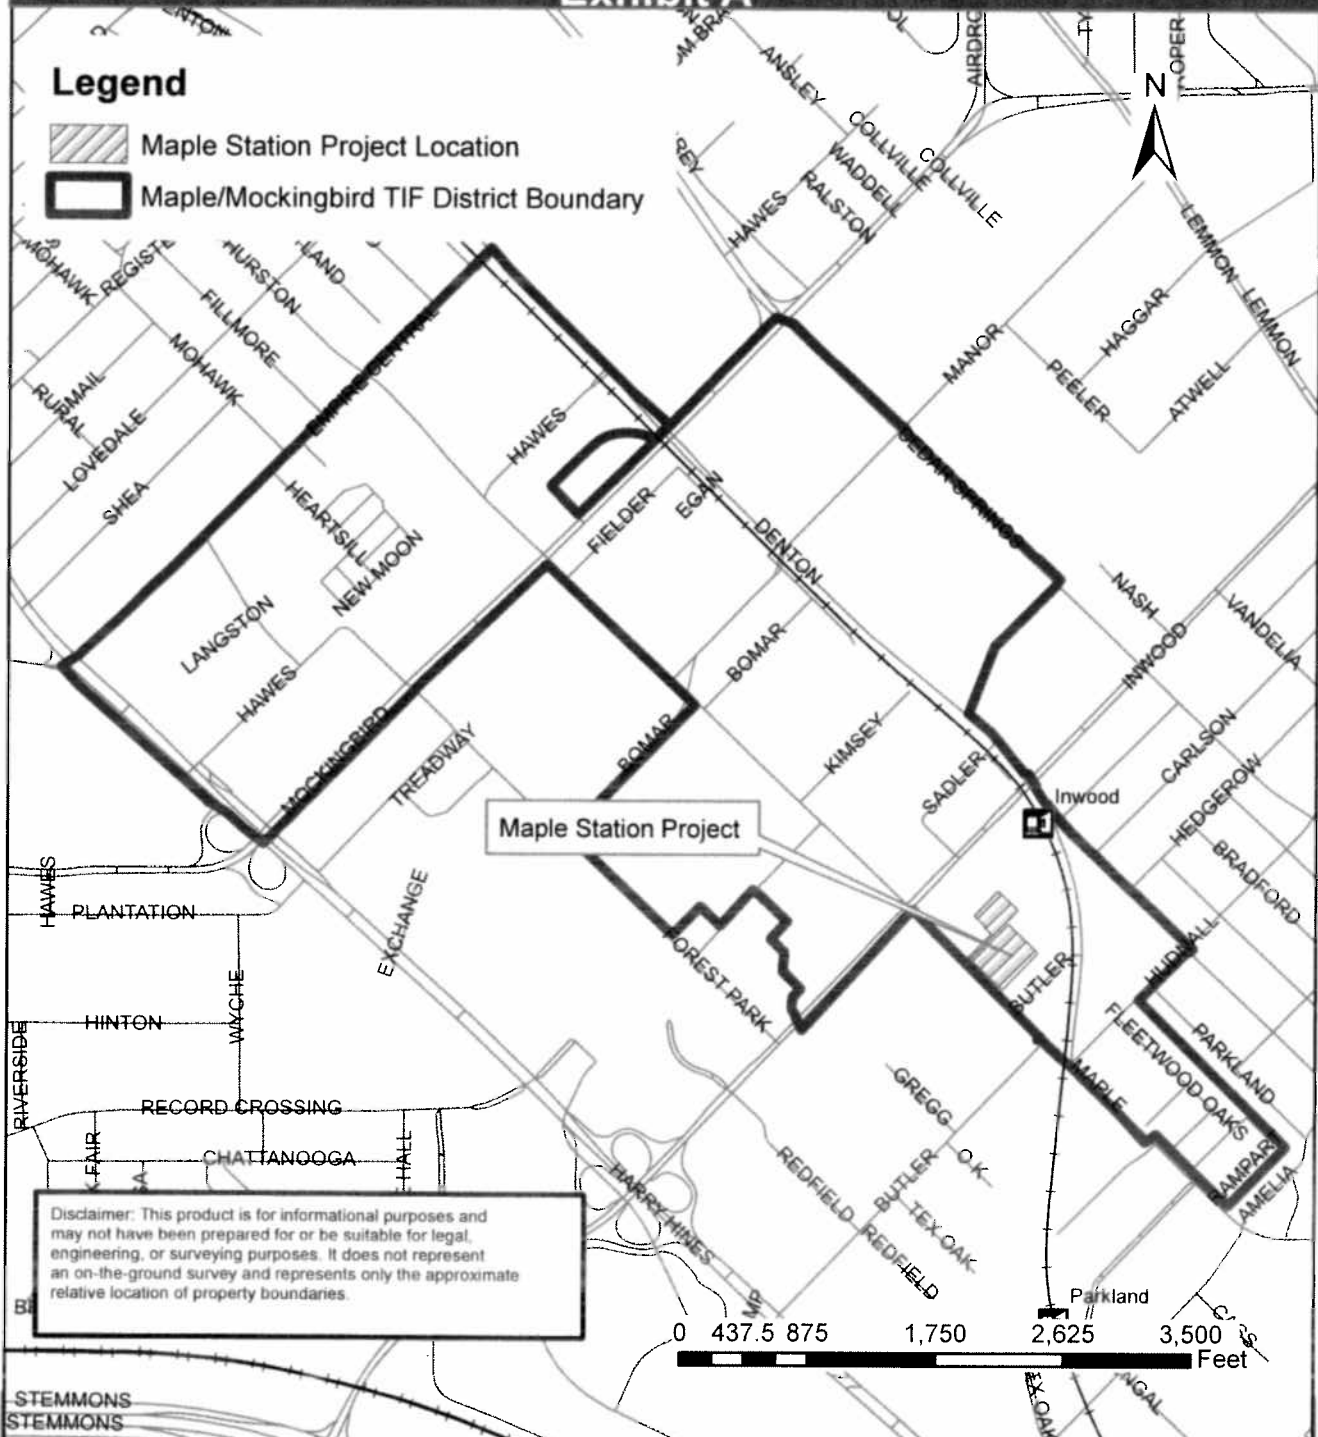 Exhibit A
Legend
Maple Station Project Location
Maple/Mockingbird TIF District Boundary
N
ANSLEY
COLLVILLE
WADDELL
COLLVILLE
RALSTON
HAWES
LEMMON
LEMMON
HAGGAR
MANOR
PEELER
ATWELL
MOHAWK
FILLMORE
MOHAWK
EMPIRE CENTRAL
RURAL
LOVEDALE
SHEA
HAWES
HEARTSILL
NEW MOON
FIELDER
EGAN
DENTON
CEDAR SPRINGS
NASH
VANDELIA
INWOOD
LANGSTON
HAWES
BOMAR
MOCKINGBIRD
TREADWAY
BOMAR
KIMSEY
SADLER
CARLSON
HEDGEROW
BRADFORD
Inwood
Maple Station Project
HAWES
PLANTATION
EXCHANGE
FOREST PARK
BUTLER
HUDNALL
WYCHE
HINTON
RIVERSIDE
PARKLAND
FLEETWOOD OAKS
MAPLE
RECORD CROSSING
CHATTANOOGA
GREGG
O K
REDFIELD
BUTLER
TEX OAK
REDFIELD
HARRY HINES
AMELIA
Disclaimer: This product is for informational purposes and
may not have been prepared for or be suitable for legal,
engineering, or surveying purposes. It does not represent
an on-the-ground survey and represents only the approximate
relative location of property boundaries.
Parkland
0 437.5 875 1,750 2,625 3,500
Feet
STEMMONS
STEMMONS